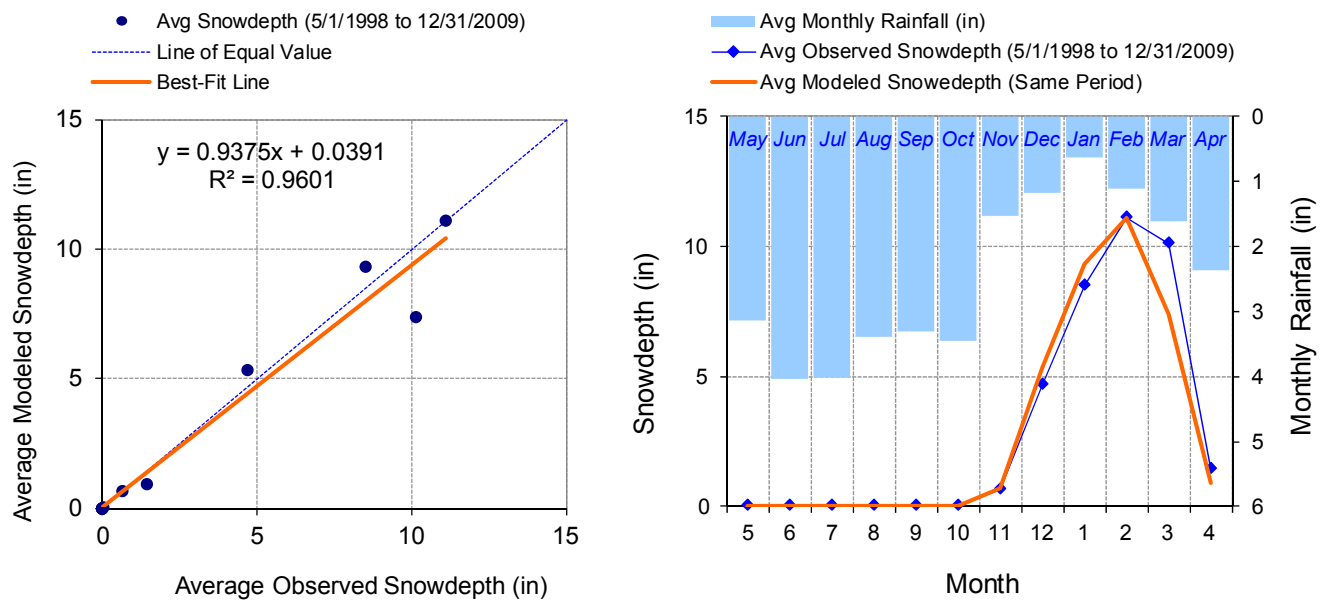 Avg Snowdepth (5/1/1998 to 12/31/2009)
Line of Equal Value
Best-Fit Line
15
10
5
0
y = 0.9375x + 0.0391
R² = 0.9601
0 5 10 15
Average Modeled Snowdepth (in)
Average Observed Snowdepth (in)
Avg Monthly Rainfall (in)
Avg Observed Snowdepth (5/1/1998 to 12/31/2009)
Avg Modeled Snowedepth (Same Period)
15
10
5
0
Snowdepth (in)
May Jun Jul Aug Sep Oct Nov Dec Jan Feb Mar Apr
0
1
2
3
4
5
6
Monthly Rainfall (in)
5 6 7 8 9 10 11 12 1 2 3 4
Month